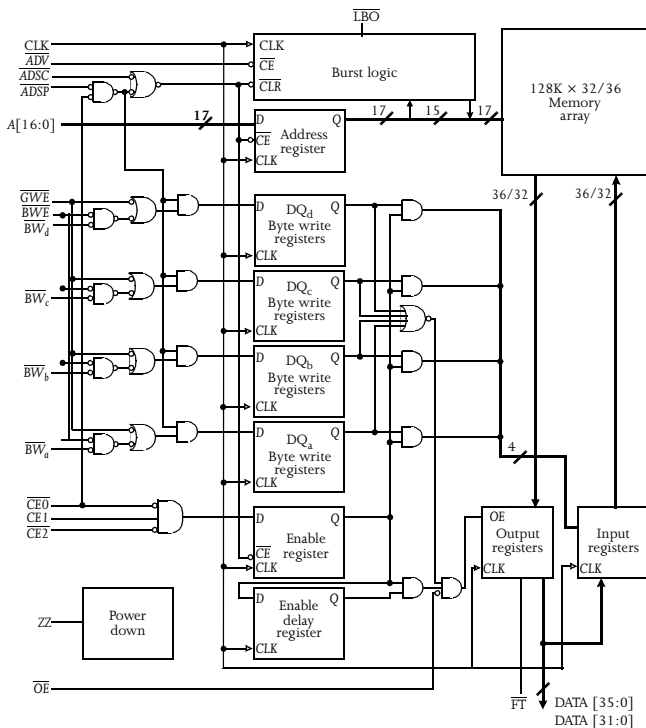 LBO
CLK
ADV
ADSC
ADSP
CLK
CE
CLR
Burst logic
128K × 32/36
Memory
array
A[16:0]
17
D
Q
CE
CLK
Address
register
17
15
17
36/32
36/32
GWE
BWE
BWd
D
DQd
Q
Byte write
registers
CLK
BWc
D
DQc
Q
Byte write
registers
CLK
BWb
D
DQb
Q
Byte write
registers
CLK
BWa
D
DQa
Q
Byte write
registers
CLK
4
CE0
CE1
CE2
D
Q
Enable
register
CE
CLK
OE
Output
registers
CLK
Input
registers
CLK
D
Q
Enable
delay
register
CLK
ZZ
Power
down
OE
FT
DATA [35:0]
DATA [31:0]